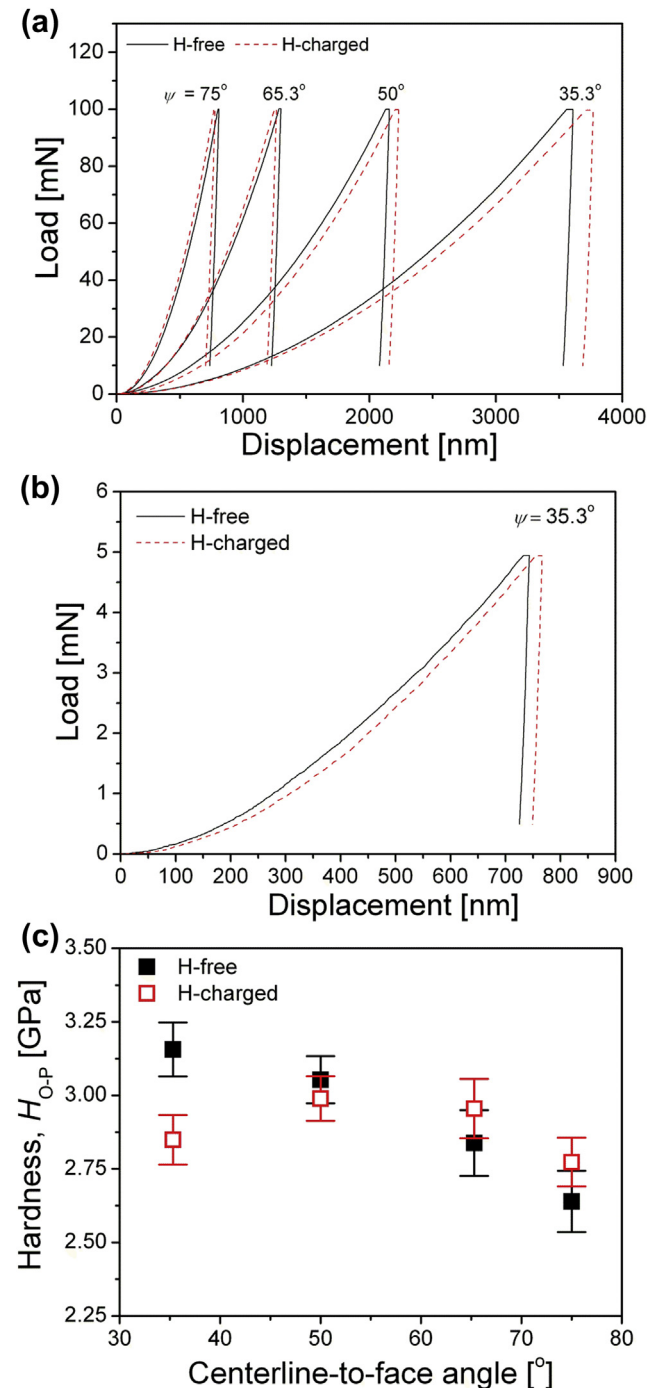 (a)
H-free H-charged
120
ψ = 75° 65.3° 50° 35.3°
100
80
60
40
20
0
Load [mN]
0 1000 2000 3000 4000
Displacement [nm]
(b)
6
H-free ψ = 35.3°
H-charged
5
4
3
2
1
0
Load [mN]
0 100 200 300 400 500 600 700 800 900
Displacement [nm]
(c)
3.50
H-free
H-charged
3.25
3.00
2.75
2.50
2.25
Hardness, H_O-P [GPa]
30 40 50 60 70 80
Centerline-to-face angle [°]